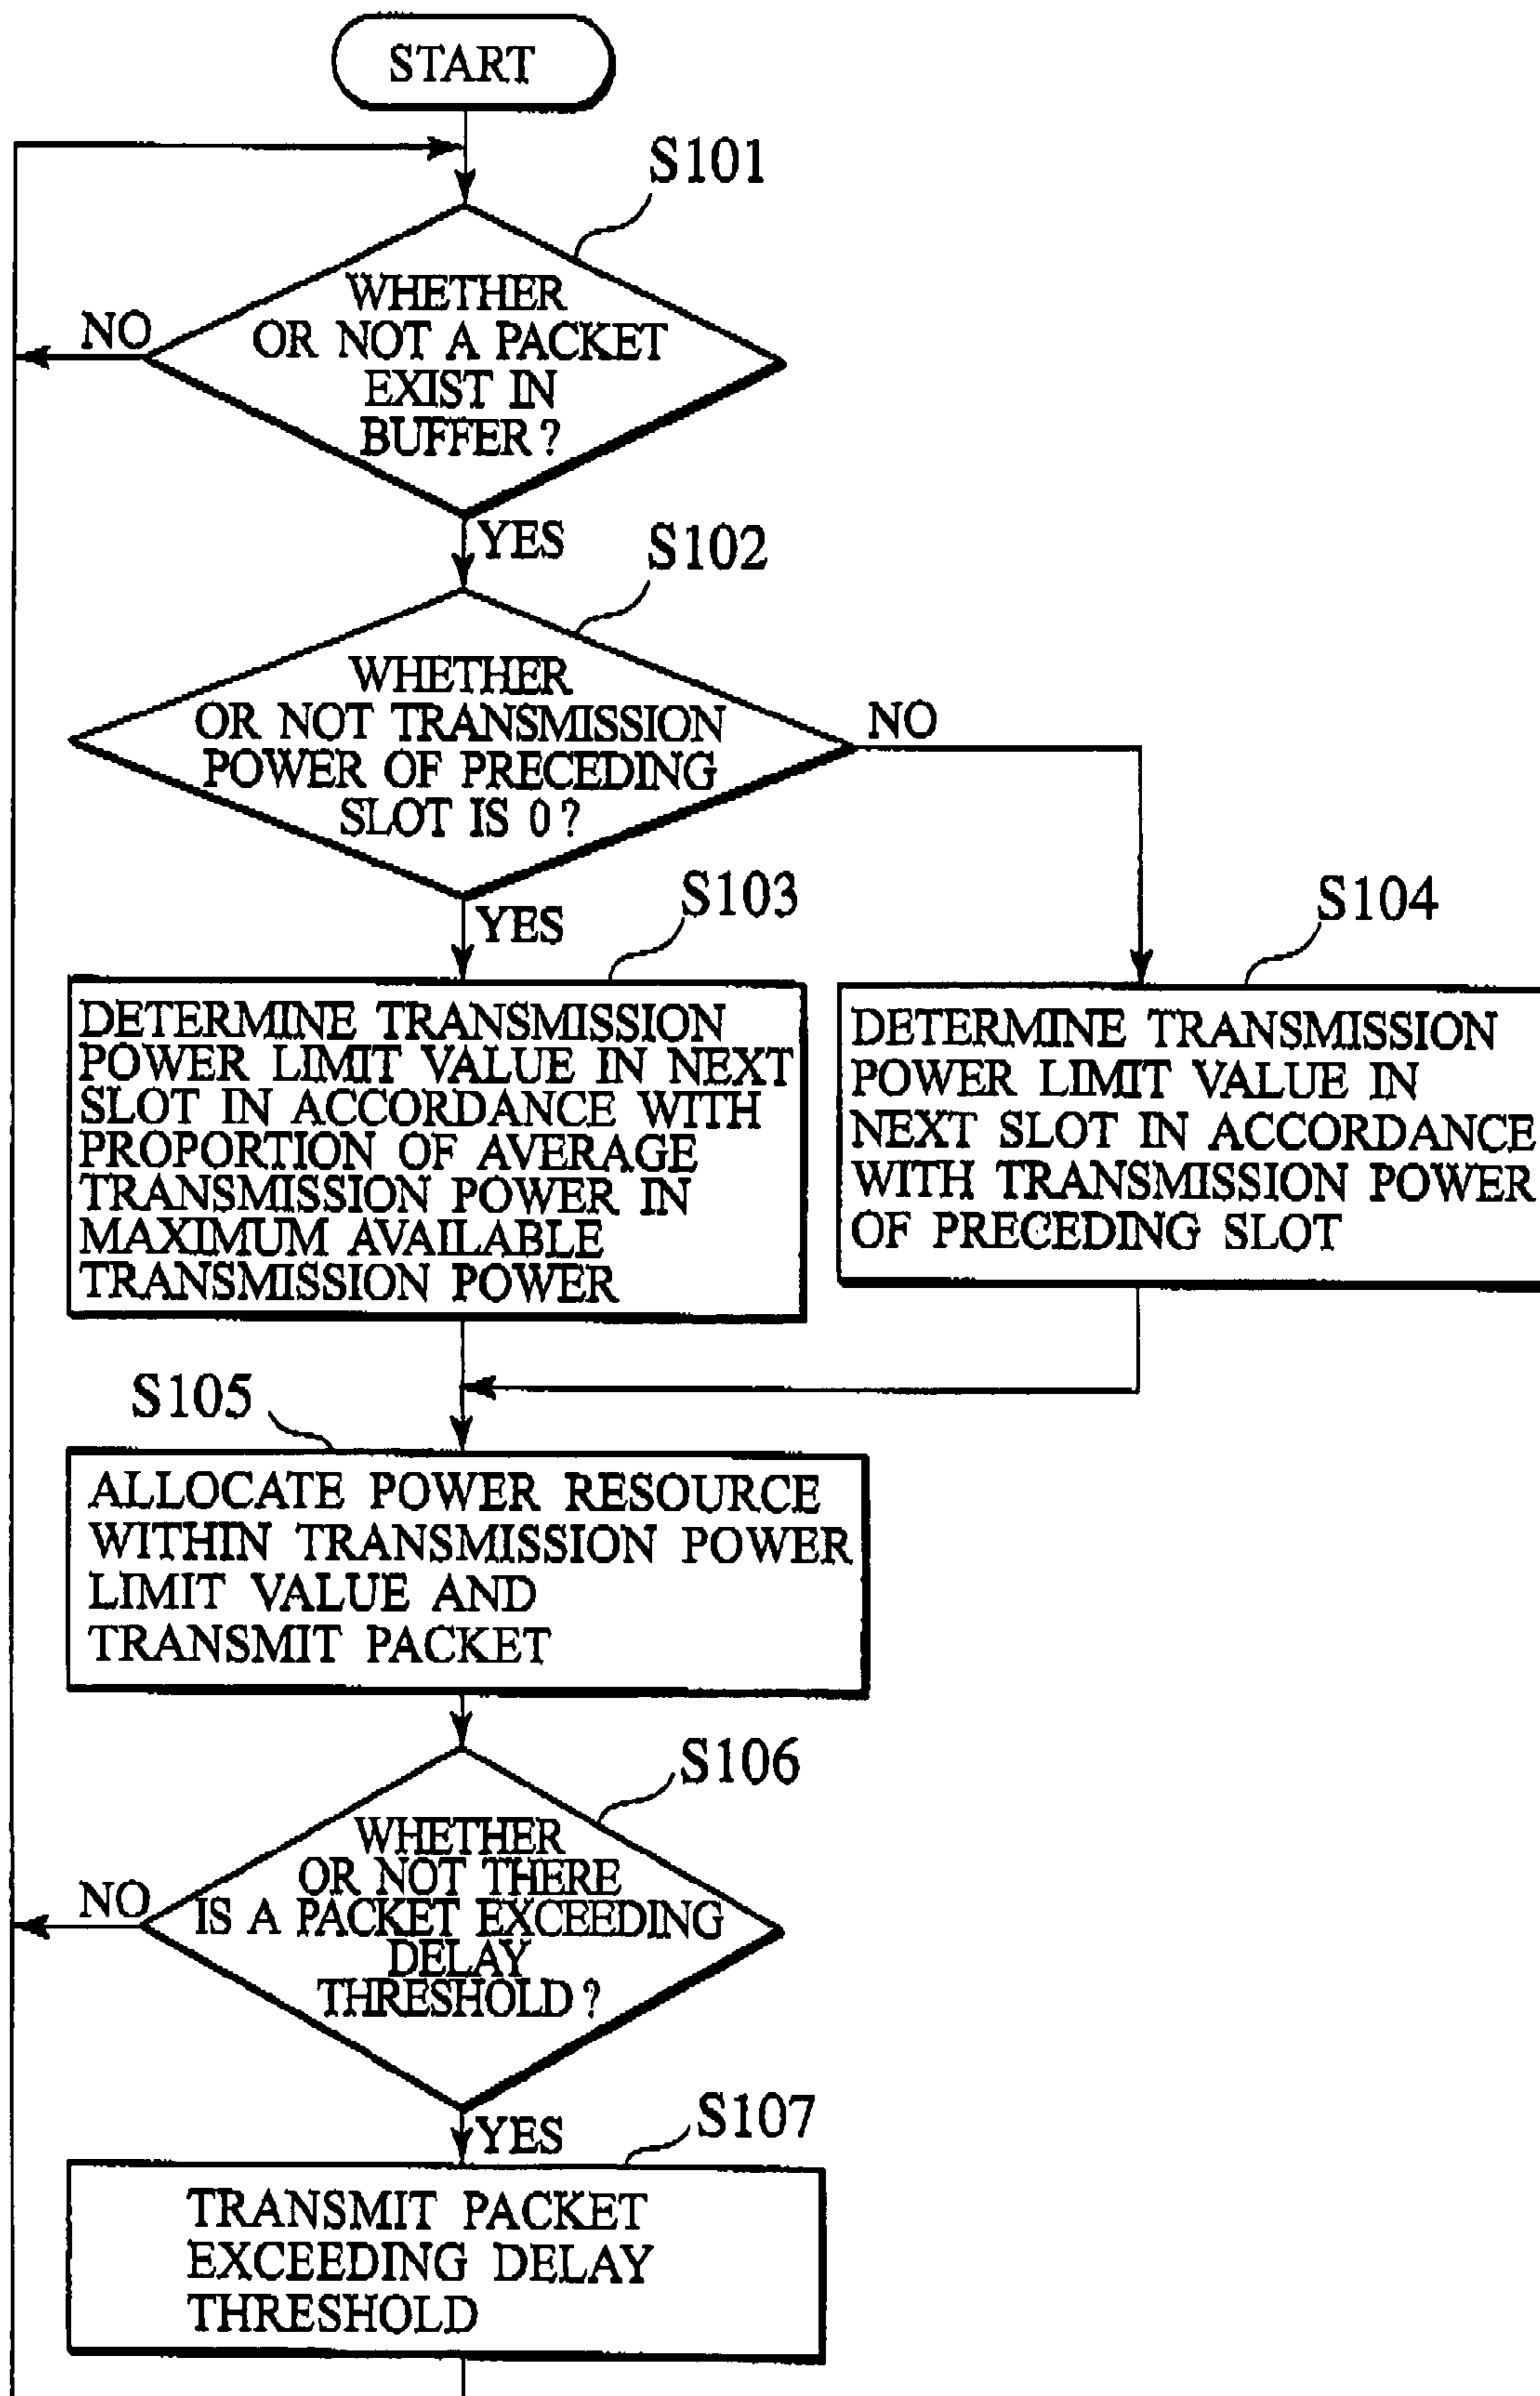 START
S101
WHETHER
OR NOT A PACKET
EXIST IN
BUFFER?
NO
YES
S102
WHETHER
OR NOT TRANSMISSION
POWER OF PRECEDING
SLOT IS 0?
NO
YES
S103
DETERMINE TRANSMISSION
POWER LIMIT VALUE IN NEXT
SLOT IN ACCORDANCE WITH
PROPORTION OF AVERAGE
TRANSMISSION POWER IN
MAXIMUM AVAILABLE
TRANSMISSION POWER
S104
DETERMINE TRANSMISSION
POWER LIMIT VALUE IN
NEXT SLOT IN ACCORDANCE
WITH TRANSMISSION POWER
OF PRECEDING SLOT
S105
ALLOCATE POWER RESOURCE
WITHIN TRANSMISSION POWER
LIMIT VALUE AND
TRANSMIT PACKET
S106
WHETHER
OR NOT THERE
IS A PACKET EXCEEDING
DELAY
THRESHOLD?
NO
YES
S107
TRANSMIT PACKET
EXCEEDING DELAY
THRESHOLD